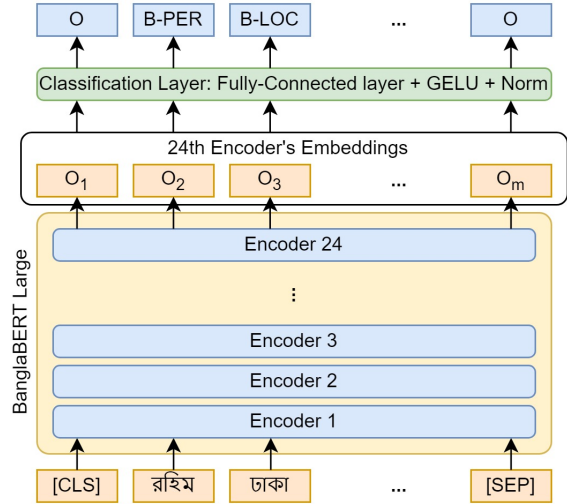 O B-PER B-LOC ... O
Classification Layer: Fully-Connected layer + GELU + Norm
24th Encoder's Embeddings
O1 O2 O3 ... Om
BanglaBERT Large
Encoder 24
...
Encoder 3
Encoder 2
Encoder 1
[CLS] রহিম ঢাকা ... [SEP]